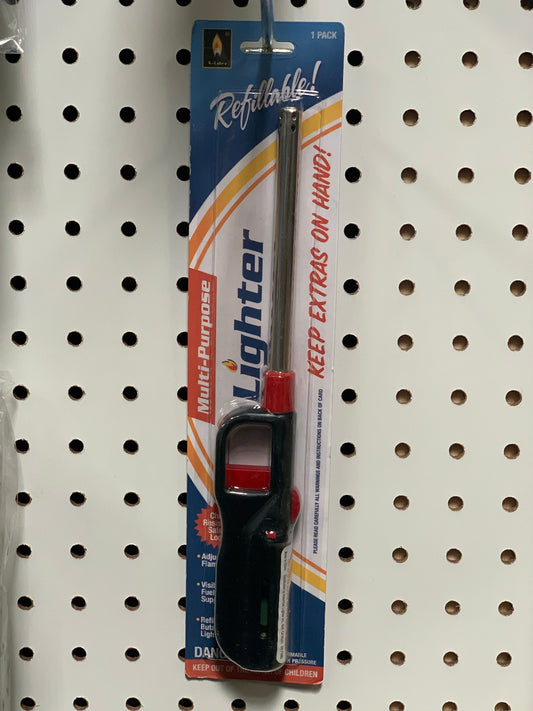 1 PACK
Refillable!
Multi-Purpose
Lighter
KEEP EXTRAS ON HAND!
PLEASE READ CAREFULLY ALL WARNINGS AND INSTRUCTIONS ON BACK OF CARD
• Adju
Flam
• Visi
Fuel
Sup
• Refi
Buta
Ligh
DAN
PRESSURE
KEEP OUT OF CHILDREN